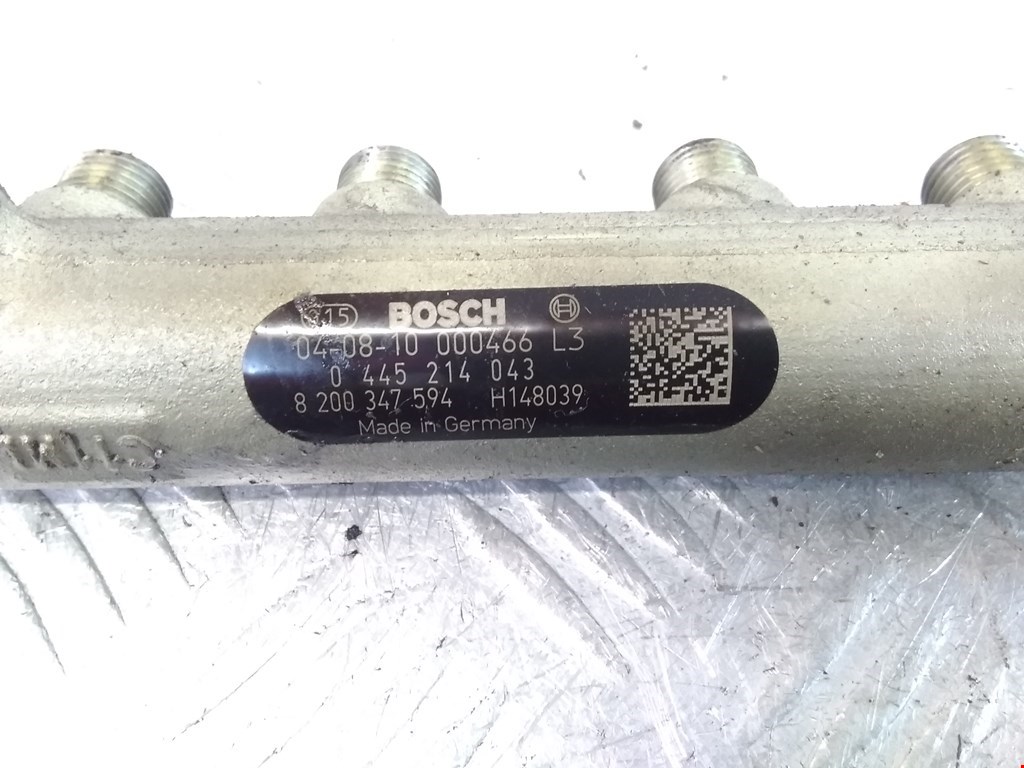 BOSCH
04-08-10 000466 L3
0 445 214 043
8 200 347 594 H148039
Made in Germany